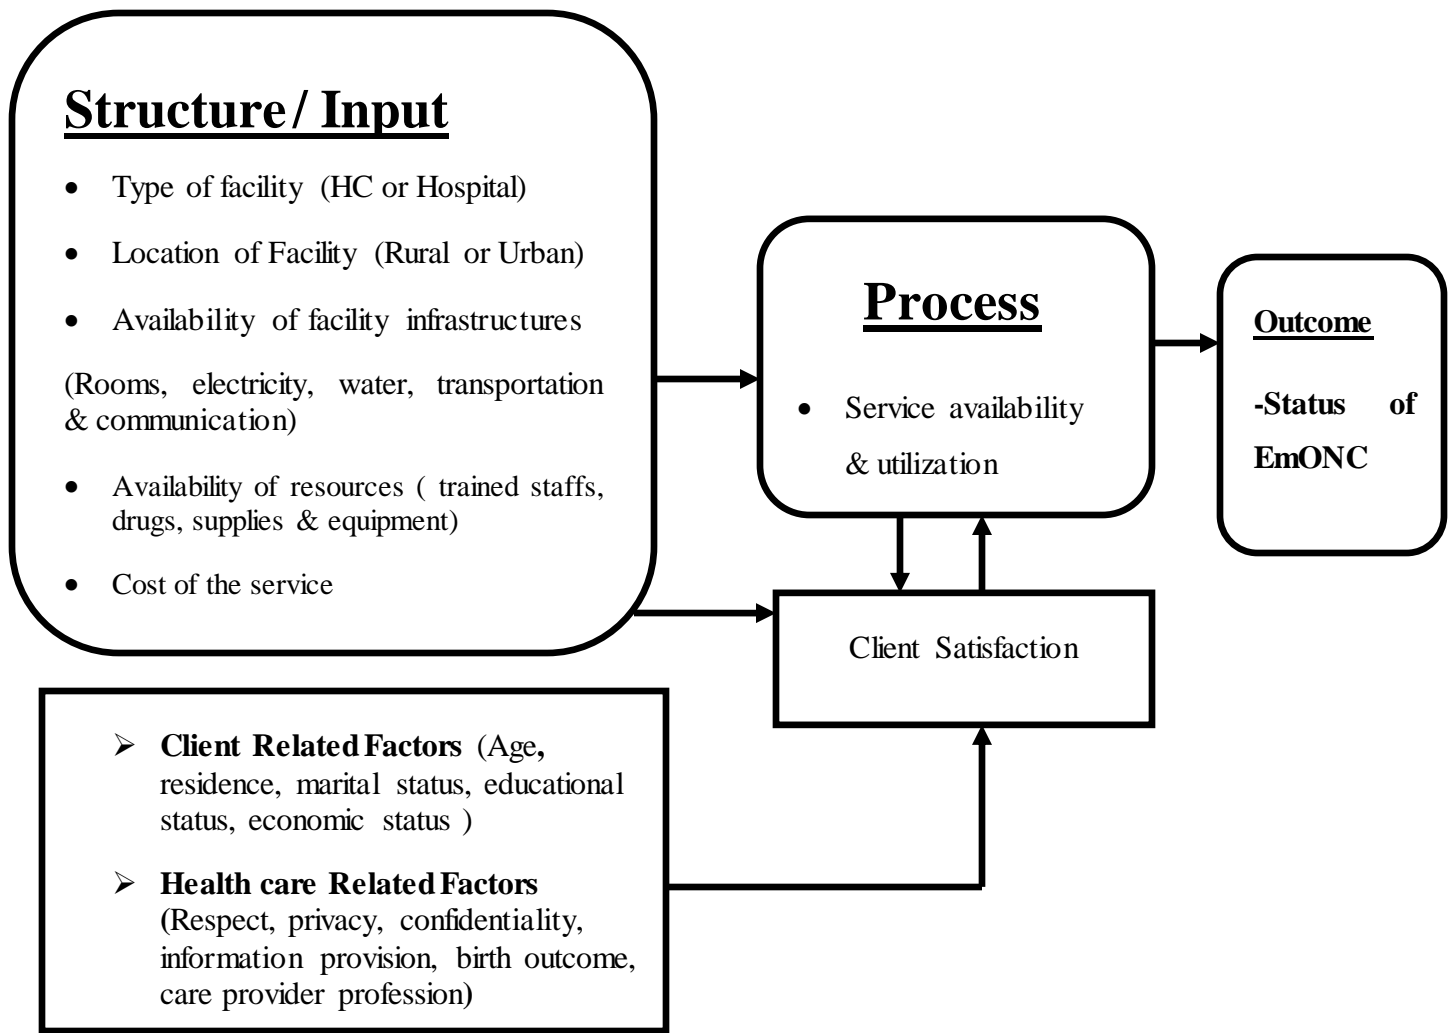 Structure/ Input
• Type of facility (HC or Hospital)
• Location of Facility (Rural or Urban)
• Availability of facility infrastructures
(Rooms, electricity, water, transportation
& communication)
• Availability of resources ( trained staffs,
drugs, supplies & equipment)
• Cost of the service
Process
• Service availability
& utilization
Outcome
-Status of
EmONC
Client Satisfaction
➢ Client Related Factors (Age,
residence, marital status, educational
status, economic status )
➢ Health care Related Factors
(Respect, privacy, confidentiality,
information provision, birth outcome,
care provider profession)